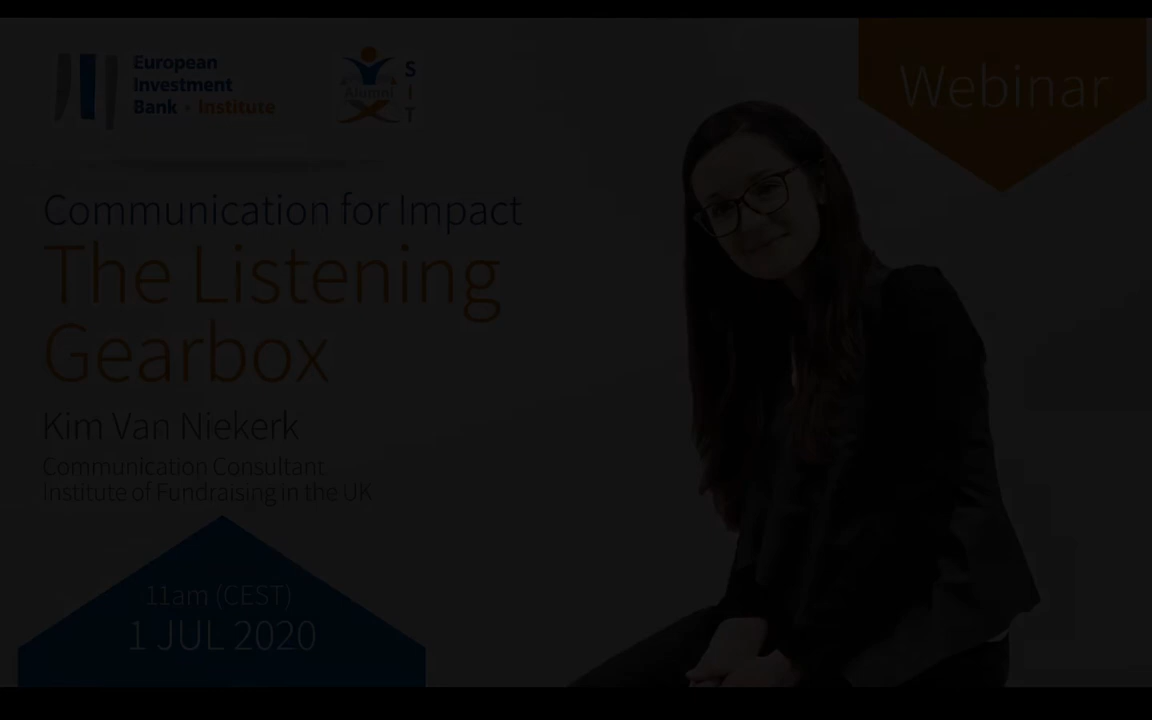 European
Investment
Bank · Institute
Alumni
S
I
T
Webinar
Communication for Impact
The Listening
Gearbox
Kim Van Niekerk
Communication Consultant
Institute of Fundraising in the UK
11am (CEST)
1 JUL 2020